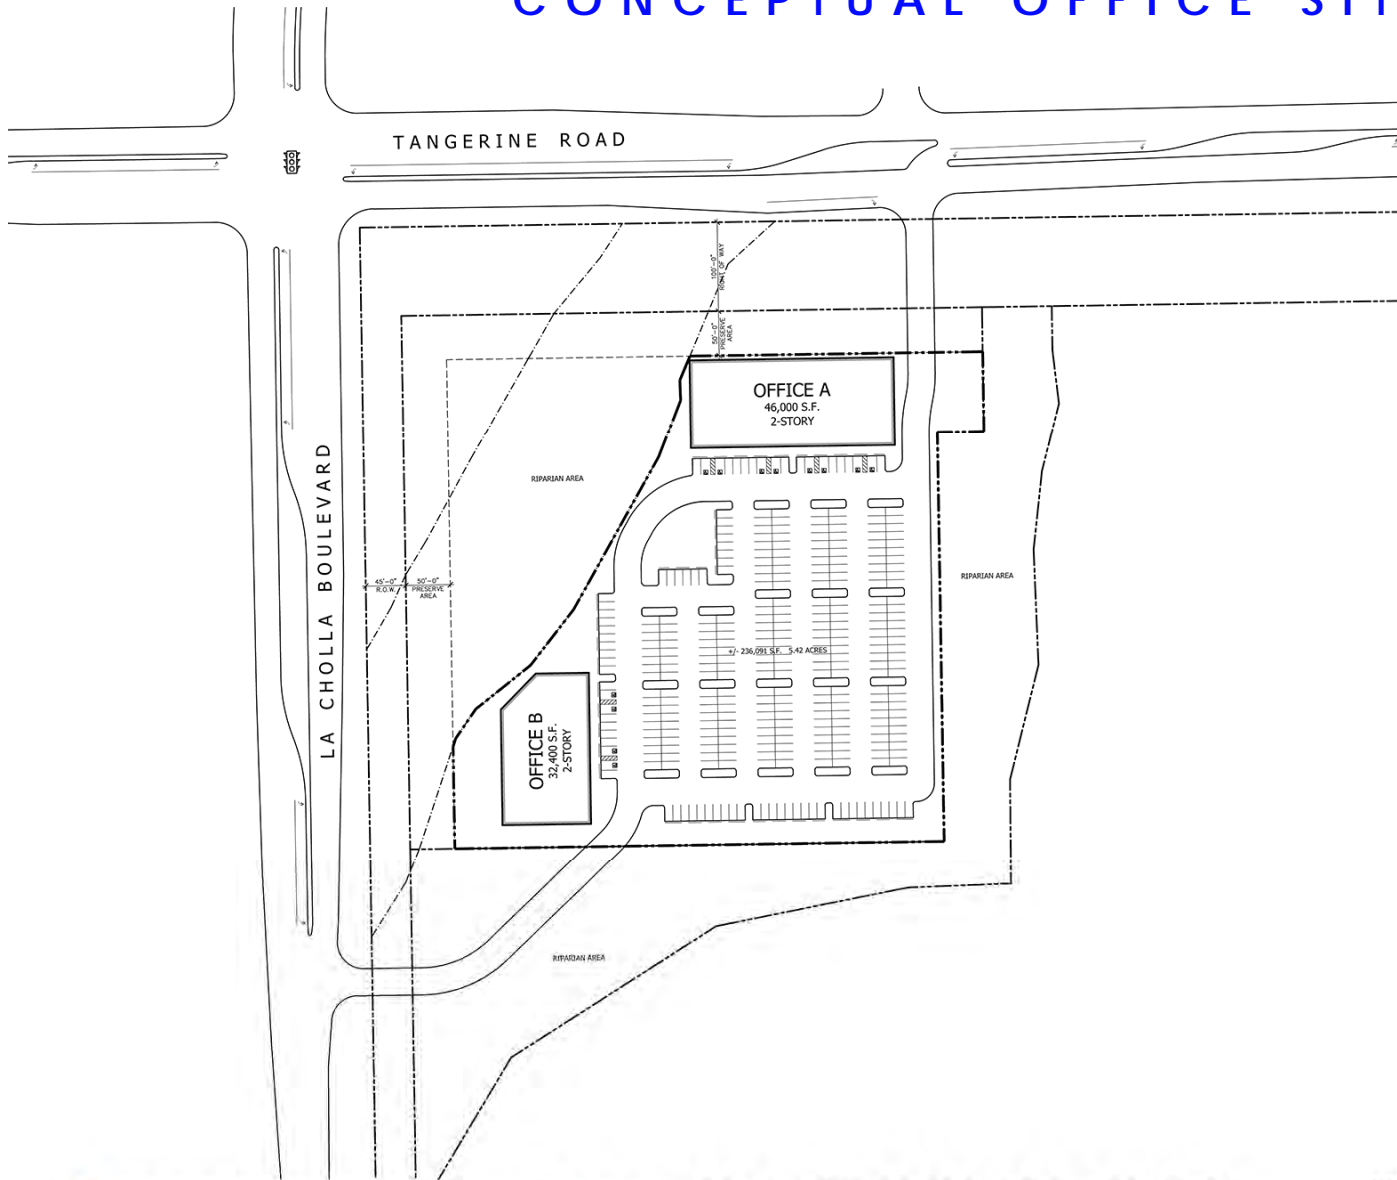 CONCEPTUAL OFFICE SIT
TANGERINE ROAD
100'-0"
RIGHT OF WAY
50'-0"
PRESERVE
AREA
OFFICE A
46,000 S.F.
2-STORY
RIPARIAN AREA
LA CHOLLA BOULEVARD
45'-0"
R.O.W.
50'-0"
PRESERVE
AREA
RIPARIAN AREA
+/- 236,091 S.F. 5.42 ACRES
OFFICE B
32,400 S.F.
2-STORY
RIPARIAN AREA